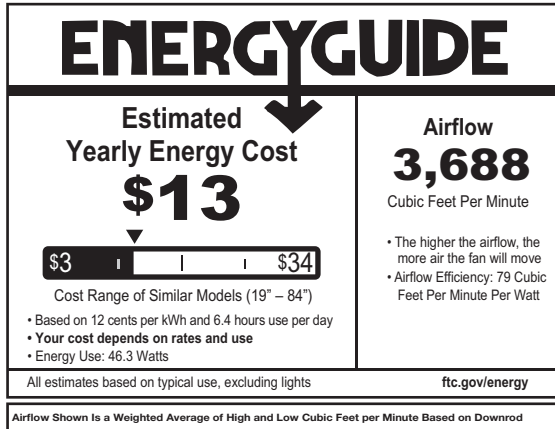 ENERGYGUIDE
Estimated
Yearly Energy Cost
$13
$3
$34
Cost Range of Similar Models (19” – 84”)
• Based on 12 cents per kWh and 6.4 hours use per day
• Your cost depends on rates and use
• Energy Use: 46.3 Watts
Airflow
3,688
Cubic Feet Per Minute
• The higher the airflow, the
more air the fan will move
• Airflow Efficiency: 79 Cubic
Feet Per Minute Per Watt
All estimates based on typical use, excluding lights
ftc.gov/energy
Airflow Shown Is a Weighted Average of High and Low Cubic Feet per Minute Based on Downrod